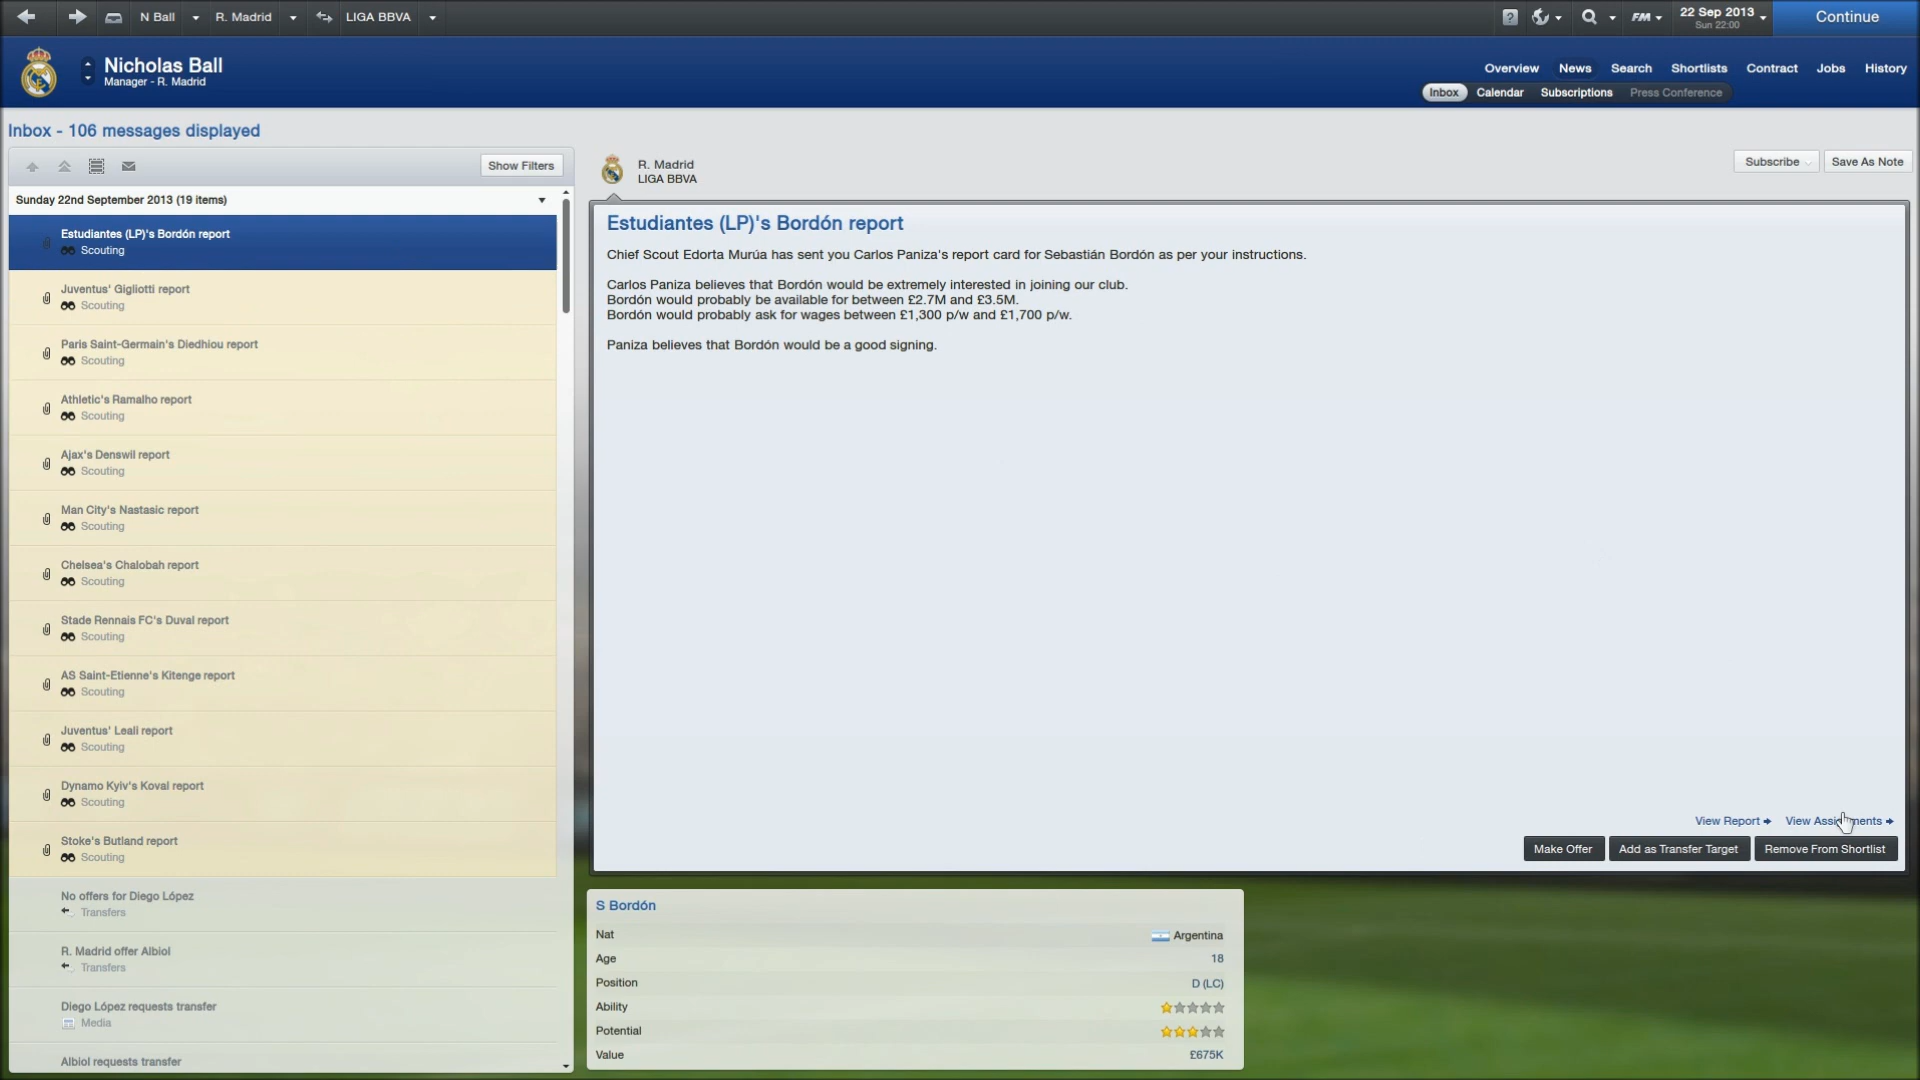 N Ball
R. Madrid
LIGA BBVA
?
FM
22 Sep 2013
Sun 22:00
Continue
Nicholas Ball
Manager - R. Madrid
Overview
News
Search
Shortlists
Contract
Jobs
History
Inbox
Calendar
Subscriptions
Press Conference
Inbox - 106 messages displayed
Show Filters
Sunday 22nd September 2013 (19 items)
Estudiantes (LP)'s Bordón report
Scouting
Juventus' Gigliotti report
Scouting
Paris Saint-Germain's Diedhiou report
Scouting
Athletic's Ramalho report
Scouting
Ajax's Denswil report
Scouting
Man City's Nastasic report
Scouting
Chelsea's Chalobah report
Scouting
Stade Rennais FC's Duval report
Scouting
AS Saint-Etienne's Kitenge report
Scouting
Juventus' Leali report
Scouting
Dynamo Kyiv's Koval report
Scouting
Stoke's Butland report
Scouting
No offers for Diego López
Transfers
R. Madrid offer Albiol
Transfers
Diego López requests transfer
Media
Albiol requests transfer
R. Madrid
LIGA BBVA
Subscribe
Save As Note
Estudiantes (LP)'s Bordón report
Chief Scout Edorta Murúa has sent you Carlos Paniza's report card for Sebastián Bordón as per your instructions.
Carlos Paniza believes that Bordón would be extremely interested in joining our club.
Bordón would probably be available for between £2.7M and £3.5M.
Bordón would probably ask for wages between £1,300 p/w and £1,700 p/w.
Paniza believes that Bordón would be a good signing.
View Report
View Assignments
Make Offer
Add as Transfer Target
Remove From Shortlist
S Bordón
Nat
Argentina
Age
18
Position
D (LC)
Ability
Potential
Value
£675K